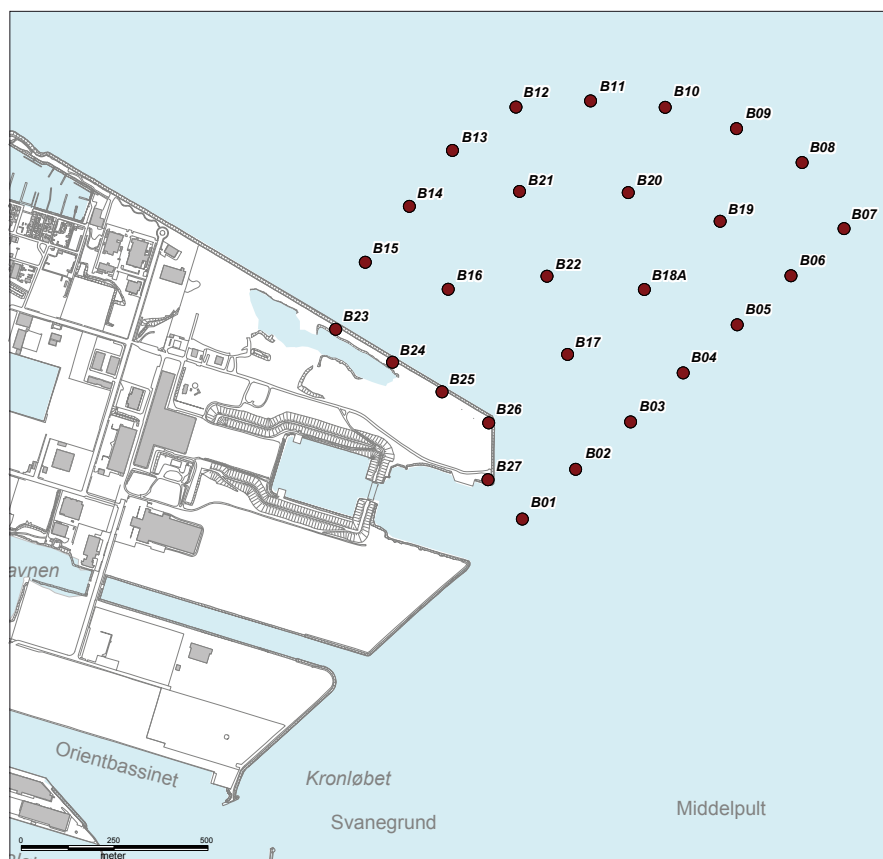 B12
B11
B10
B09
B13
B08
B21
B20
B14
B19
B07
B15
B16
B22
B18A
B06
B23
B05
B24
B17
B04
B25
B26
B03
B27
B02
B01
avnen
Orientbassinet
Kronløbet
Middelpult
Svanegrund
0 250 500
meter